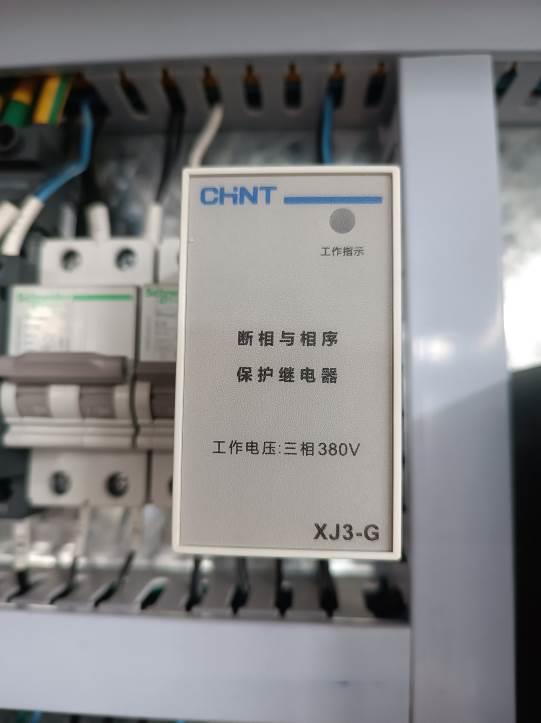 CHNT
工作指示
断相与相序
保护继电器
工作电压:三相380V
XJ3-G
Schneider